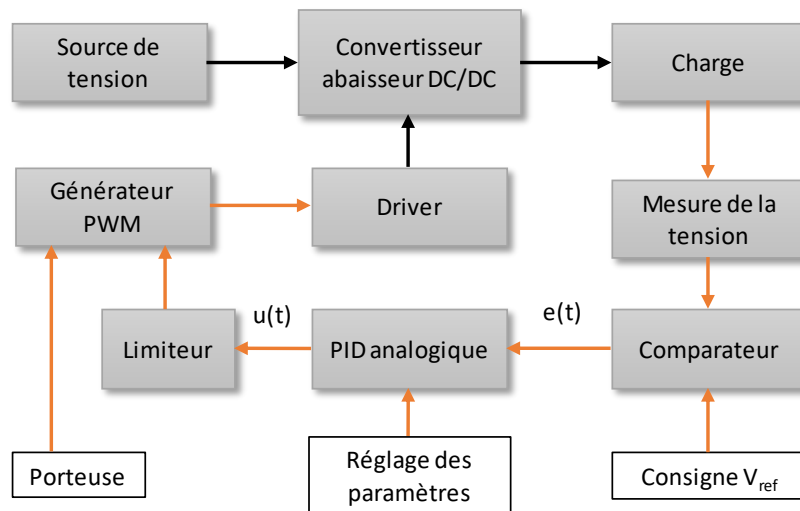 Source de
tension
Convertisseur
abaisseur DC/DC
Charge
Générateur
PWM
Driver
Mesure de la
tension
Limiteur
u(t)
PID analogique
e(t)
Comparateur
Porteuse
Réglage des
paramètres
Consigne V_ref